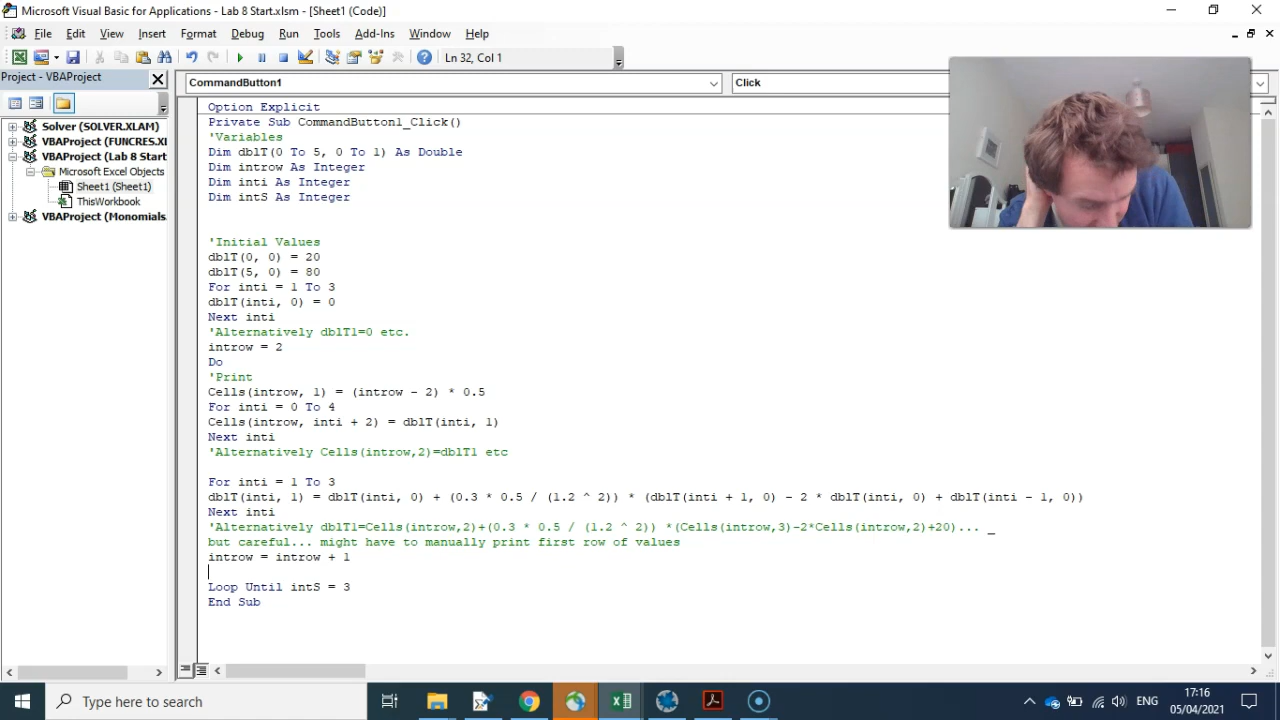 Microsoft Visual Basic for Applications - Lab 8 Start.xlsm - [Sheet1 (Code)]
File Edit View Insert Format Debug Run Tools Add-Ins Window Help
Ln 32, Col 1
Project - VBAProject
CommandButton1
Click
Solver (SOLVER.XLAM)
VBAProject (FUNCRES.XL
VBAProject (Lab 8 Start
Microsoft Excel Objects
Sheet1 (Sheet1)
ThisWorkbook
VBAProject (Monomials.
Option Explicit
Private Sub CommandButton1_Click()
'Variables
Dim dblT(0 To 5, 0 To 1) As Double
Dim introw As Integer
Dim inti As Integer
Dim intS As Integer
'Initial Values
dblT(0, 0) = 20
dblT(5, 0) = 80
For inti = 1 To 3
dblT(inti, 0) = 0
Next inti
'Alternatively dblT1=0 etc.
introw = 2
Do
'Print
Cells(introw, 1) = (introw - 2) * 0.5
For inti = 0 To 4
Cells(introw, inti + 2) = dblT(inti, 1)
Next inti
'Alternatively Cells(introw,2)=dblT1 etc
For inti = 1 To 3
dblT(inti, 1) = dblT(inti, 0) + (0.3 * 0.5 / (1.2 ^ 2)) * (dblT(inti + 1, 0) - 2 * dblT(inti, 0) + dblT(inti - 1, 0))
Next inti
'Alternatively dblT1=Cells(introw,2)+(0.3 * 0.5 / (1.2 ^ 2)) *(Cells(introw,3)-2*Cells(introw,2)+20)... _
but careful... might have to manually print first row of values
introw = introw + 1
Loop Until intS = 3
End Sub
Type here to search
ENG
17:16
05/04/2021